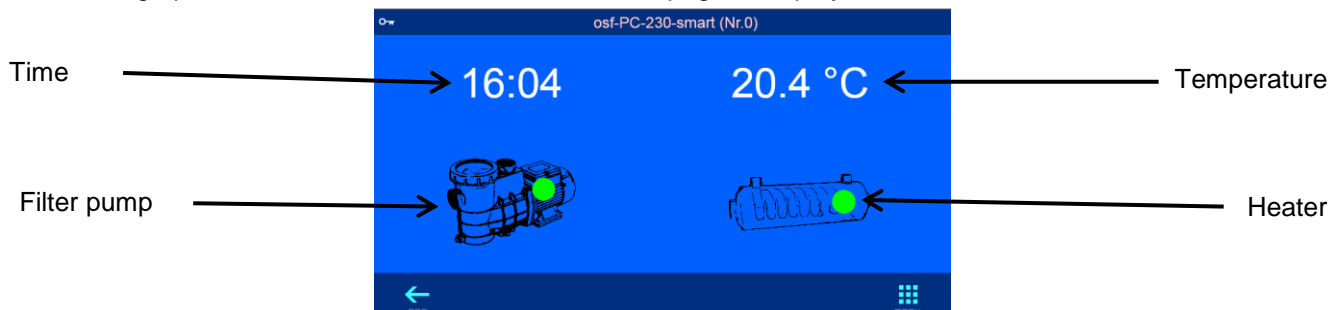 osf-PC-230-smart (Nr.0)
Time
16:04
20.4 °C
Temperature
Filter pump
Heater